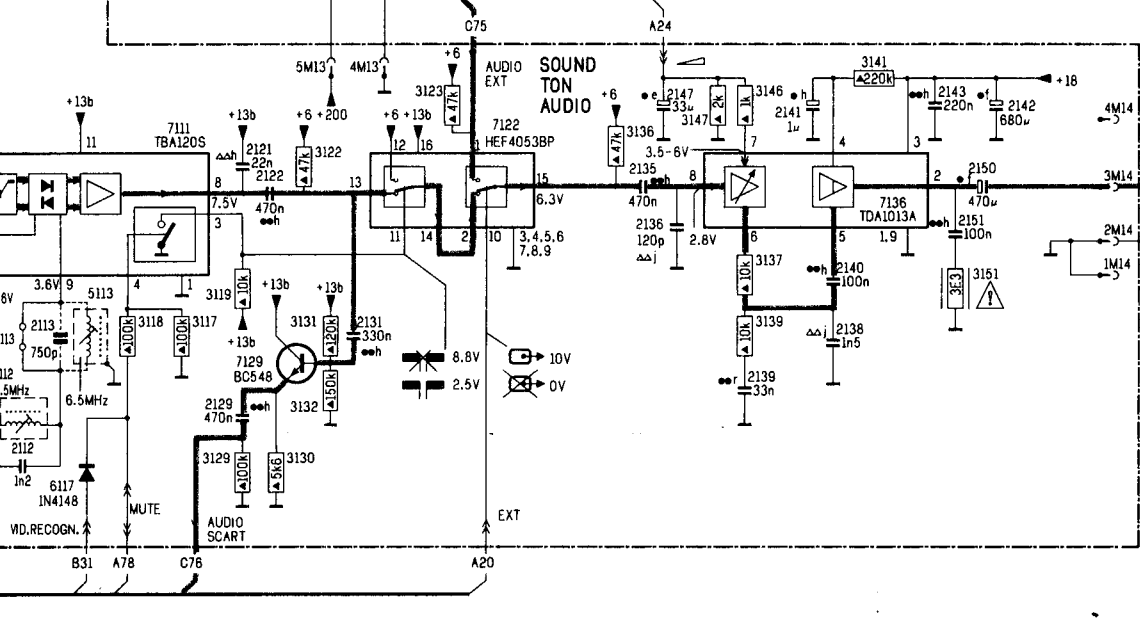 C75
A24
5M13
4M13
+6
AUDIO
EXT
SOUND
TON
AUDIO
3123
47k
e 2147
33µ
3147
2k
1k
3146
h
2141
1µ
3141
220k
+18
h 2143
220n
f
2142
680µ
4M14
+13b
11
7111
TBA120S
+13b
h
2121
22n
+6 +200
3122
47k
+6 +13b
12 16
7122
HEF4053BP
1
+6
3136
47k
3.5-6V
7
4
3
8
7.5V
2122
470n
h
13
15
6.3V
2135
470n
h
8
2
f
2150
470µ
3M14
7136
TDA1013A
h 2151
100n
3
11
14
2
10
3,4,5,6
7,8,9
2136
120p
j
2.8V
6
5
1,9
2M14
1M14
3.6V 9
4
1
3119
10k
+13b
+13b
+13b
3137
10k
h 2140
100n
3E3
3151
6V
5113
2113
750p
113
3118
100k
3117
100k
3131
120k
2131
330n
h
7129
BC548
8.8V
2.5V
10V
0V
3139
10k
j 2138
1n5
112
.5MHz
6.5MHz
150k
3132
r 2139
33n
2129
470n
h
2112
1n2
3129
100k
5k6
3130
6117
1N4148
MUTE
VID.RECOGN.
AUDIO
SCART
EXT
B31
A78
C76
A20